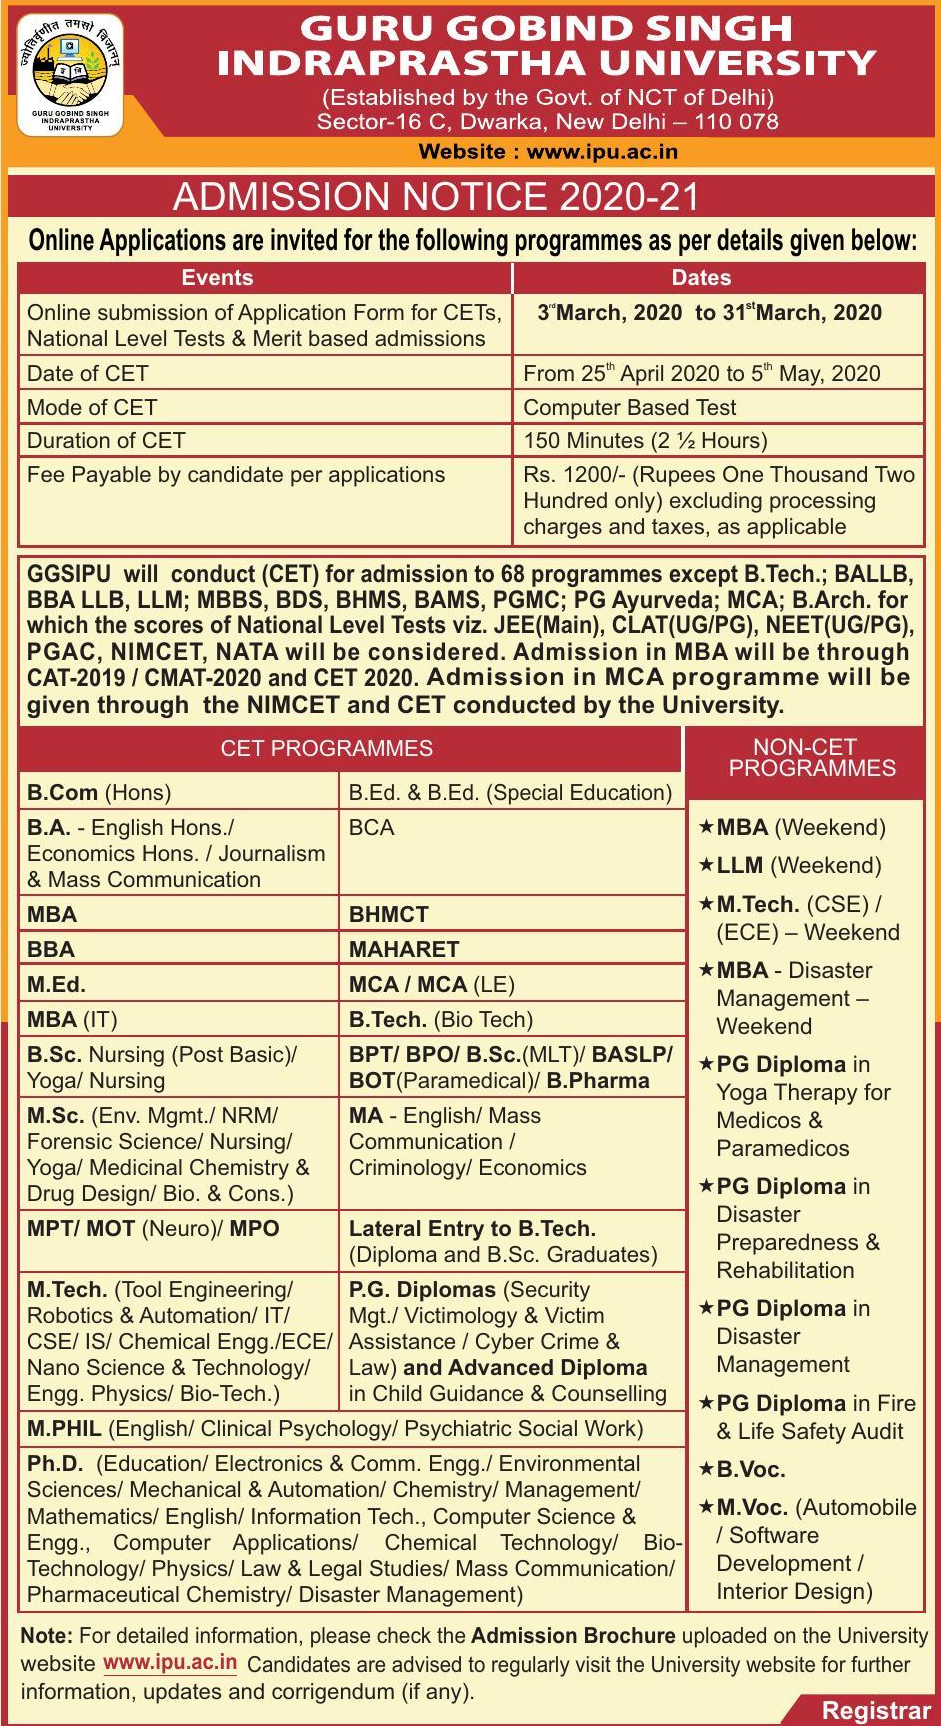 ज्योतिर्वृणीत तमसो विजानन्
इ वि
GURU GOBIND SINGH
INDRAPRASTHA
UNIVERSITY
GURU GOBIND SINGH
INDRAPRASTHA UNIVERSITY
(Established by the Govt. of NCT of Delhi)
Sector-16 C, Dwarka, New Delhi – 110 078
Website : www.ipu.ac.in
ADMISSION NOTICE 2020-21
Online Applications are invited for the following programmes as per details given below:
Events Dates
Online submission of Application Form for CETs,
National Level Tests & Merit based admissions
3rdMarch, 2020 to 31stMarch, 2020
Date of CET
From 25th April 2020 to 5th May, 2020
Mode of CET
Computer Based Test
Duration of CET
150 Minutes (2 ½ Hours)
Fee Payable by candidate per applications
Rs. 1200/- (Rupees One Thousand Two
Hundred only) excluding processing
charges and taxes, as applicable
GGSIPU will conduct (CET) for admission to 68 programmes except B.Tech.; BALLB,
BBA LLB, LLM; MBBS, BDS, BHMS, BAMS, PGMC; PG Ayurveda; MCA; B.Arch. for
which the scores of National Level Tests viz. JEE(Main), CLAT(UG/PG), NEET(UG/PG),
PGAC, NIMCET, NATA will be considered. Admission in MBA will be through
CAT-2019 / CMAT-2020 and CET 2020. Admission in MCA programme will be
given through the NIMCET and CET conducted by the University.
CET PROGRAMMES
B.Com (Hons)
B.Ed. & B.Ed. (Special Education)
B.A. - English Hons./
Economics Hons. / Journalism
& Mass Communication
BCA
MBA
BHMCT
BBA
MAHARET
M.Ed.
MCA / MCA (LE)
MBA (IT)
B.Tech. (Bio Tech)
B.Sc. Nursing (Post Basic)/
Yoga/ Nursing
BPT/ BPO/ B.Sc.(MLT)/ BASLP/
BOT(Paramedical)/ B.Pharma
M.Sc. (Env. Mgmt./ NRM/
Forensic Science/ Nursing/
Yoga/ Medicinal Chemistry &
Drug Design/ Bio. & Cons.)
MA - English/ Mass
Communication /
Criminology/ Economics
MPT/ MOT (Neuro)/ MPO
Lateral Entry to B.Tech.
(Diploma and B.Sc. Graduates)
M.Tech. (Tool Engineering/
Robotics & Automation/ IT/
CSE/ IS/ Chemical Engg./ECE/
Nano Science & Technology/
Engg. Physics/ Bio-Tech.)
P.G. Diplomas (Security
Mgt./ Victimology & Victim
Assistance / Cyber Crime &
Law) and Advanced Diploma
in Child Guidance & Counselling
M.PHIL (English/ Clinical Psychology/ Psychiatric Social Work)
Ph.D. (Education/ Electronics & Comm. Engg./ Environmental
Sciences/ Mechanical & Automation/ Chemistry/ Management/
Mathematics/ English/ Information Tech., Computer Science &
Engg., Computer Applications/ Chemical Technology/ Bio-
Technology/ Physics/ Law & Legal Studies/ Mass Communication/
Pharmaceutical Chemistry/ Disaster Management)
NON-CET
PROGRAMMES
★MBA (Weekend)
★LLM (Weekend)
★M.Tech. (CSE) /
(ECE) – Weekend
★MBA - Disaster
Management –
Weekend
★PG Diploma in
Yoga Therapy for
Medicos &
Paramedicos
★PG Diploma in
Disaster
Preparedness &
Rehabilitation
★PG Diploma in
Disaster
Management
★PG Diploma in Fire
& Life Safety Audit
★B.Voc.
★M.Voc. (Automobile
/ Software
Development /
Interior Design)
Note: For detailed information, please check the Admission Brochure uploaded on the University
website www.ipu.ac.in Candidates are advised to regularly visit the University website for further
information, updates and corrigendum (if any).
Registrar